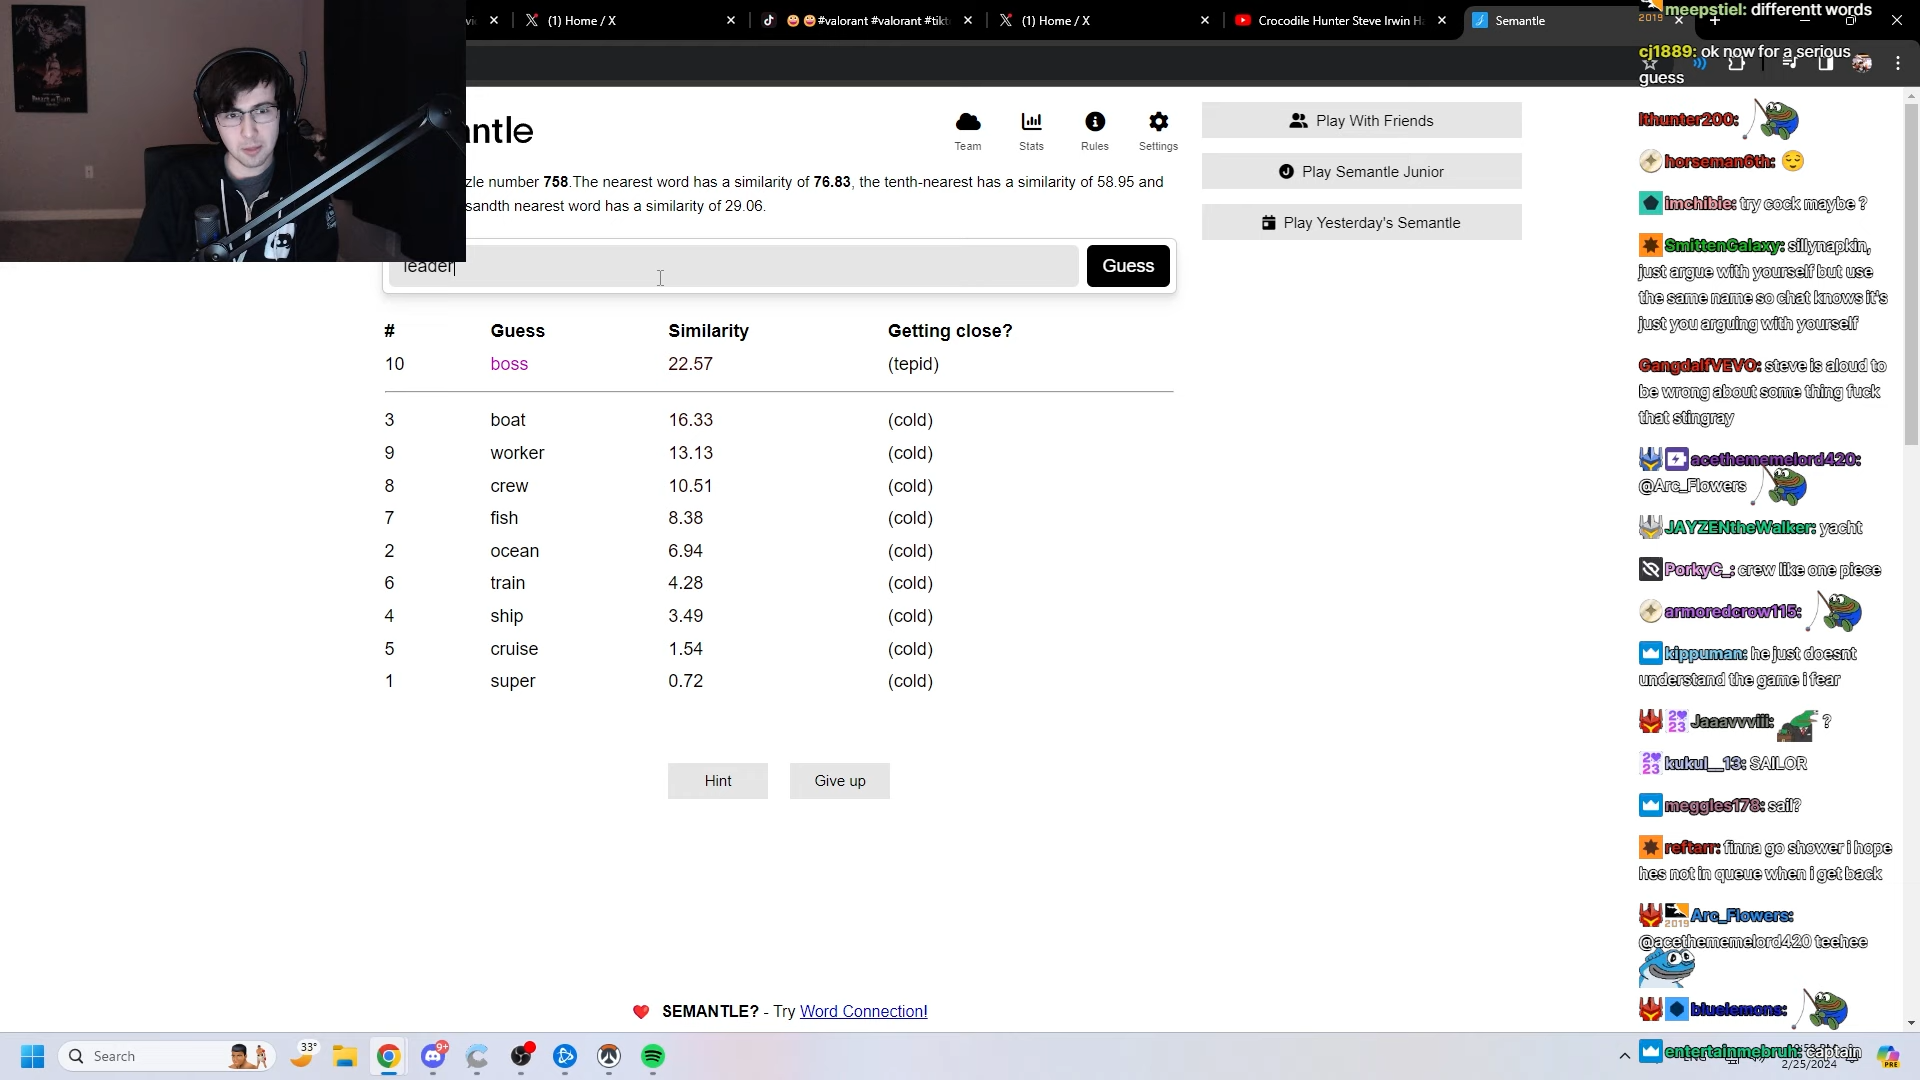 (1) Home / X
#valorant #valorant #tikt
(1) Home / X
Crocodile Hunter Steve Irwin H
Semantle
antle
Team
Stats
Rules
Settings
zle number 758.The nearest word has a similarity of 76.83, the tenth-nearest has a similarity of 58.95 and
sandth nearest word has a similarity of 29.06.
leader
Guess
# Guess Similarity Getting close?
10 boss 22.57 (tepid)
3 boat 16.33 (cold)
9 worker 13.13 (cold)
8 crew 10.51 (cold)
7 fish 8.38 (cold)
2 ocean 6.94 (cold)
6 train 4.28 (cold)
4 ship 3.49 (cold)
5 cruise 1.54 (cold)
1 super 0.72 (cold)
Hint
Give up
SEMANTLE? - Try Word Connection!
Play With Friends
Play Semantle Junior
Play Yesterday's Semantle
meepstiel: differentt words
cj1889: ok now for a serious
guess
lthunter200:
horseman6th:
imchibie: try cock maybe ?
SmittenGalaxy: sillynapkin,
just argue with yourself but use
the same name so chat knows it's
just you arguing with yourself
GangdalfVEVO: steve is aloud to
be wrong about some thing fuck
that stingray
acethememelord420:
@Arc_Flowers
JAYZENtheWalker: yacht
PorkyC_: crew like one piece
armoredcrow115:
kippuman: he just doesnt
understand the game i fear
Jaaavvviii: ?
kukul__13: SAILOR
meggles178: sail?
reftarr: finna go shower i hope
hes not in queue when i get back
Arc_Flowers:
@acethememelord420 teehee
bluelemons:
entertainmebruh: captain
Search
33°
2/25/2024